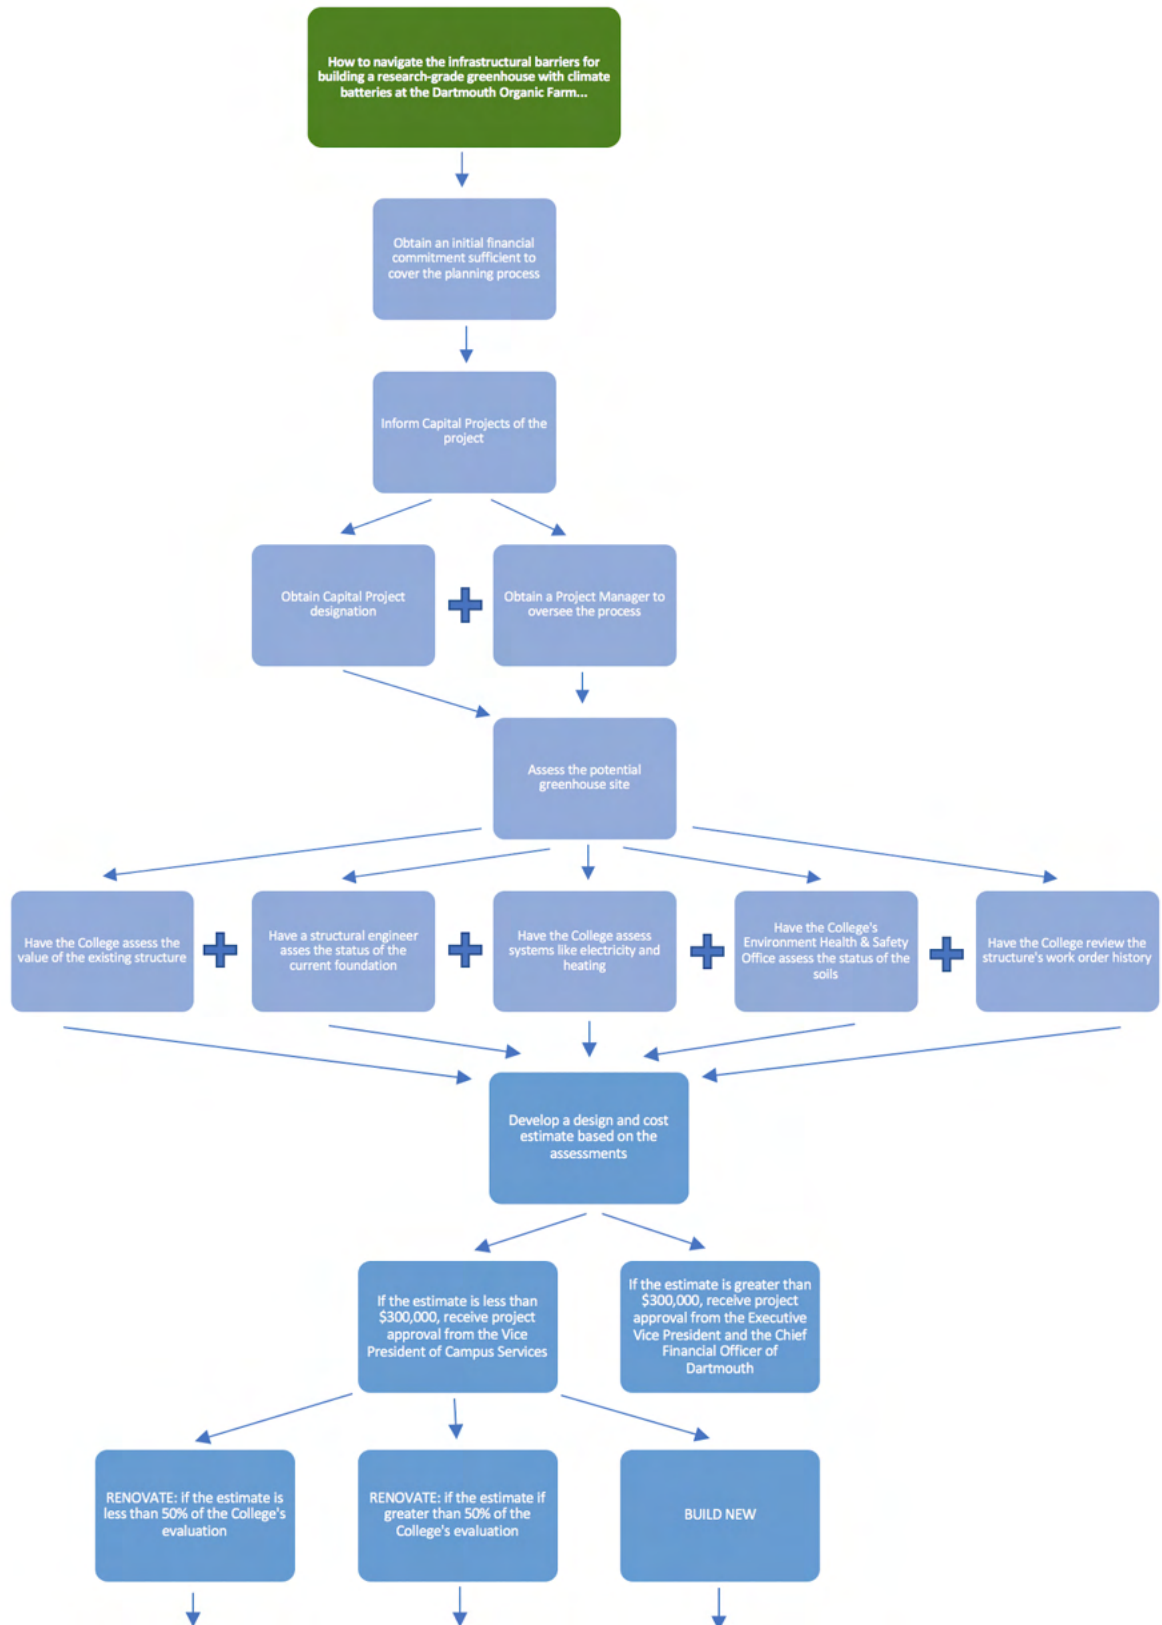 How to navigate the infrastructural barriers for
building a research-grade greenhouse with climate
batteries at the Dartmouth Organic Farm...
Obtain an initial financial
commitment sufficient to
cover the planning process
Inform Capital Projects of the
project
Obtain Capital Project
designation
Obtain a Project Manager to
oversee the process
Assess the potential
greenhouse site
Have the College assess the
value of the existing structure
Have a structural engineer
asses the status of the
current foundation
Have the College assess
systems like electricity and
heating
Have the College's
Environment Health & Safety
Office assess the status of the
soils
Have the College review the
structure's work order history
Develop a design and cost
estimate based on the
assessments
If the estimate is less than
$300,000, receive project
approval from the Vice
President of Campus Services
If the estimate is greater than
$300,000, receive project
approval from the Executive
Vice President and the Chief
Financial Officer of
Dartmouth
RENOVATE: if the estimate is
less than 50% of the College's
evaluation
RENOVATE: if the estimate if
greater than 50% of the
College's evaluation
BUILD NEW